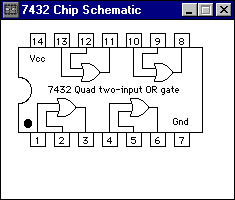 7432 Chip Schematic
14 13 12 11 10 9 8
Vcc
7432 Quad two-input OR gate
Gnd
1 2 3 4 5 6 7